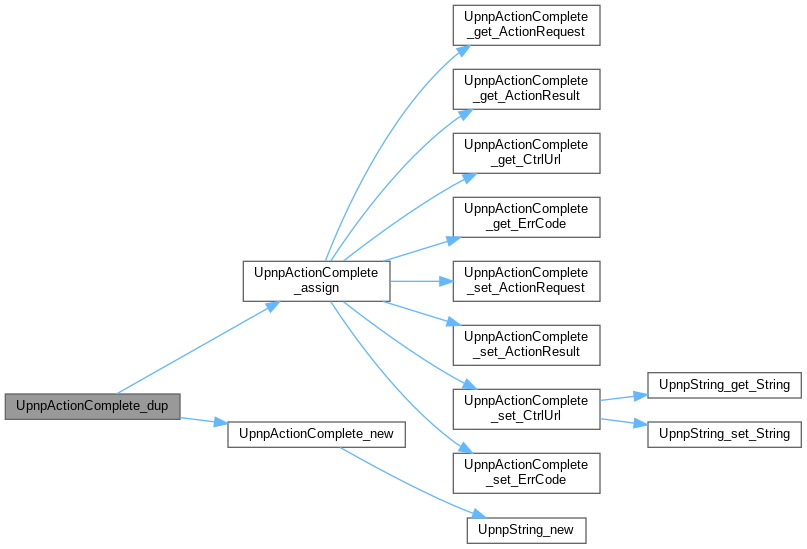 UpnpActionComplete_dup
UpnpActionComplete
_assign
UpnpActionComplete_new
UpnpActionComplete
_get_ActionRequest
UpnpActionComplete
_get_ActionResult
UpnpActionComplete
_get_CtrlUrl
UpnpActionComplete
_get_ErrCode
UpnpActionComplete
_set_ActionRequest
UpnpActionComplete
_set_ActionResult
UpnpActionComplete
_set_CtrlUrl
UpnpActionComplete
_set_ErrCode
UpnpString_new
UpnpString_get_String
UpnpString_set_String